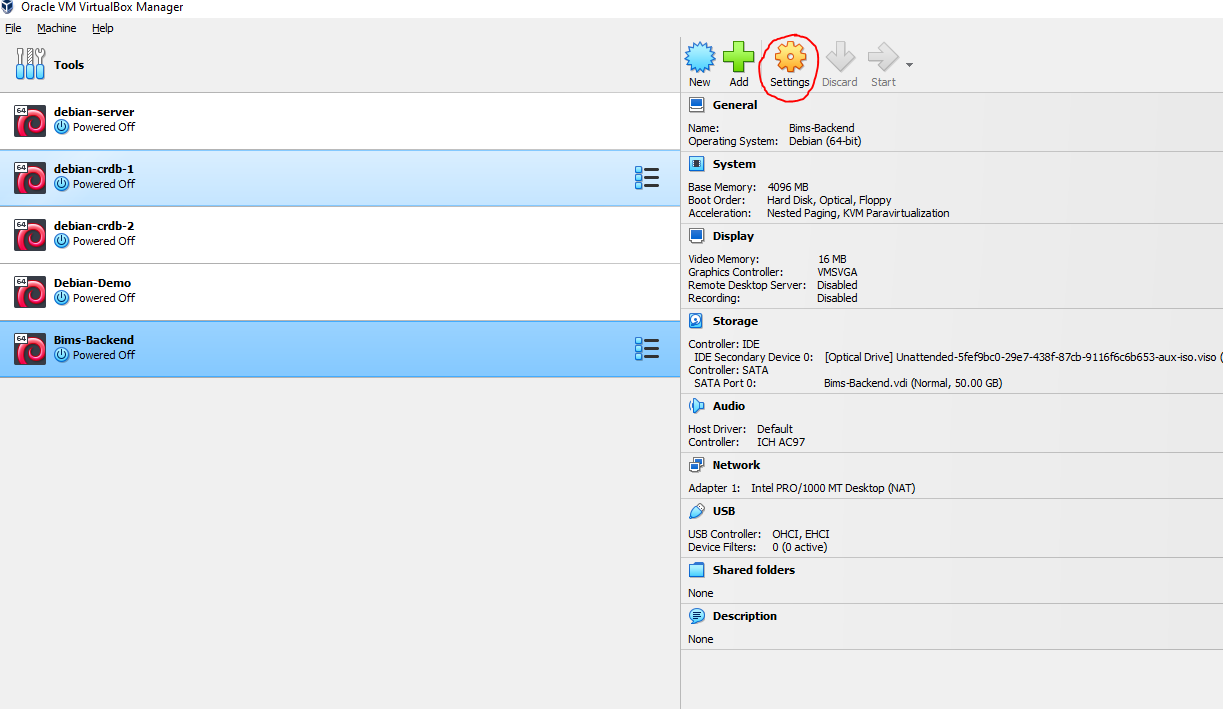 Oracle VM VirtualBox Manager
File Machine Help
Tools
64
debian-server
Powered Off
64
debian-crdb-1
Powered Off
64
debian-crdb-2
Powered Off
64
Debian-Demo
Powered Off
64
Bims-Backend
Powered Off
New Add Settings Discard Start
General
Name: Bims-Backend
Operating System: Debian (64-bit)
System
Base Memory: 4096 MB
Boot Order: Hard Disk, Optical, Floppy
Acceleration: Nested Paging, KVM Paravirtualization
Display
Video Memory: 16 MB
Graphics Controller: VMSVGA
Remote Desktop Server: Disabled
Recording: Disabled
Storage
Controller: IDE
IDE Secondary Device 0: [Optical Drive] Unattended-5fef9bc0-29e7-438f-87cb-9116f6c6b653-aux-iso.viso (
Controller: SATA
SATA Port 0: Bims-Backend.vdi (Normal, 50.00 GB)
Audio
Host Driver: Default
Controller: ICH AC97
Network
Adapter 1: Intel PRO/1000 MT Desktop (NAT)
USB
USB Controller: OHCI, EHCI
Device Filters: 0 (0 active)
Shared folders
None
Description
None